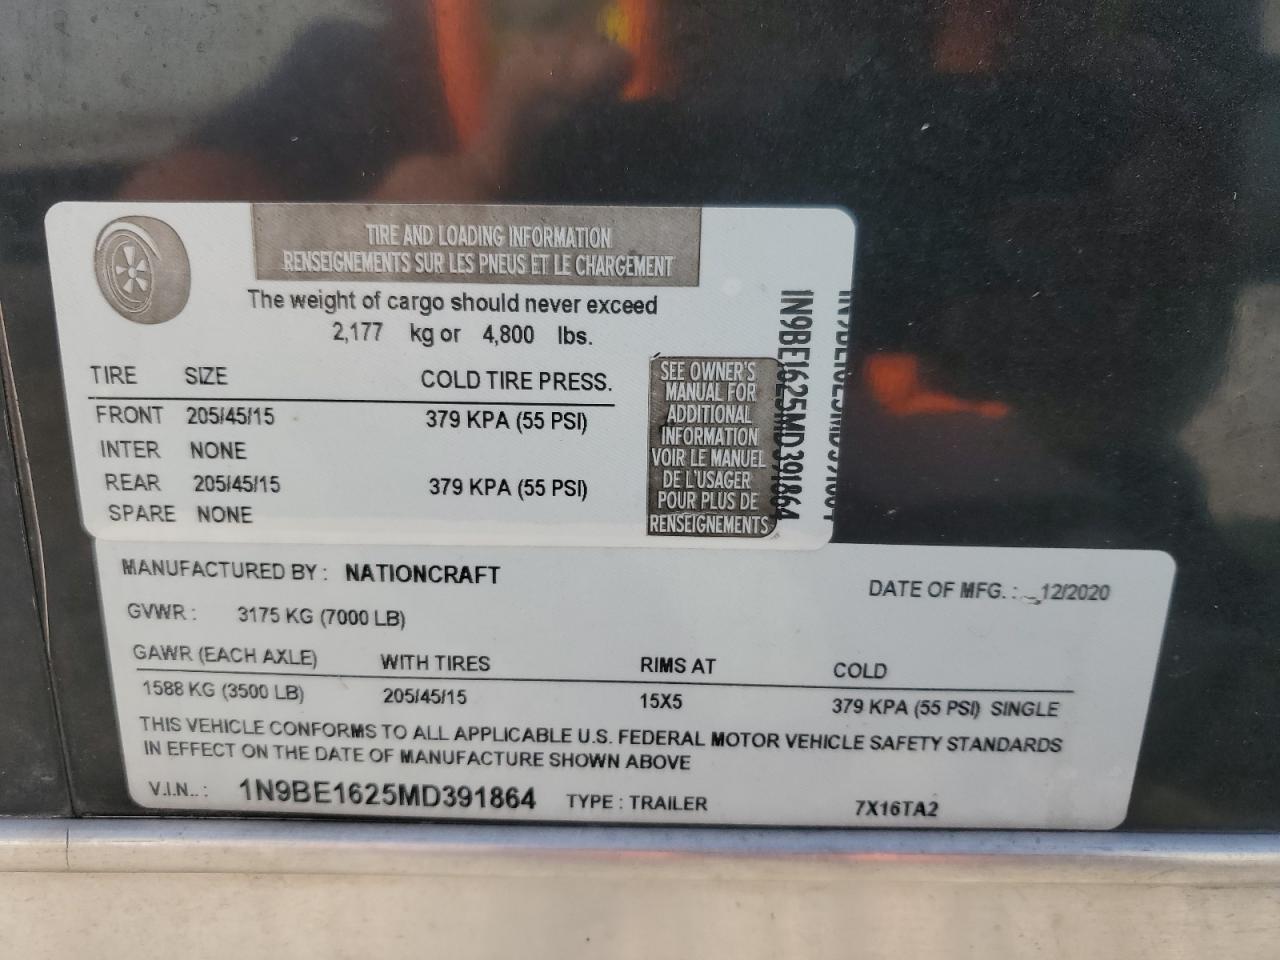 TIRE AND LOADING INFORMATION
RENSEIGNEMENTS SUR LES PNEUS ET LE CHARGEMENT
The weight of cargo should never exceed
2,177 kg or 4,800 lbs.
TIRE SIZE COLD TIRE PRESS.
FRONT 205/45/15 379 KPA (55 PSI)
INTER NONE
REAR 205/45/15 379 KPA (55 PSI)
SPARE NONE
SEE OWNER'S
MANUAL FOR
ADDITIONAL
INFORMATION
VOIR LE MANUEL
DE L'USAGER
POUR PLUS DE
RENSEIGNEMENTS
1N9BE1625MD391864
MANUFACTURED BY : NATIONCRAFT DATE OF MFG. : 12/2020
GVWR : 3175 KG (7000 LB)
GAWR (EACH AXLE) WITH TIRES RIMS AT COLD
1588 KG (3500 LB) 205/45/15 15X5 379 KPA (55 PSI) SINGLE
THIS VEHICLE CONFORMS TO ALL APPLICABLE U.S. FEDERAL MOTOR VEHICLE SAFETY STANDARDS
IN EFFECT ON THE DATE OF MANUFACTURE SHOWN ABOVE
V.I.N.. : 1N9BE1625MD391864 TYPE : TRAILER 7X16TA2